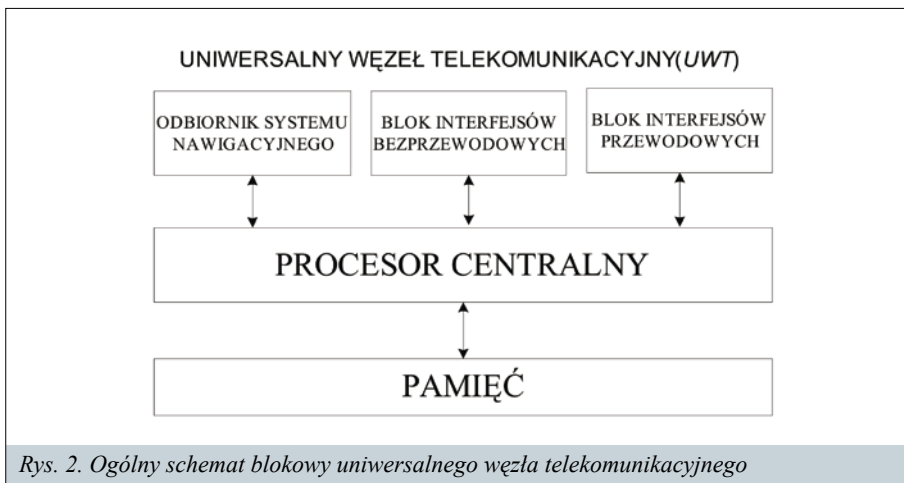 UNIWERSALNY WĘZEŁ TELEKOMUNIKACYJNY(UWT)
ODBIORNIK SYSTEMU
NAWIGACYJNEGO
BLOK INTERFEJSÓW
BEZPRZEWODOWYCH
BLOK INTERFEJSÓW
PRZEWODOWYCH
PROCESOR CENTRALNY
PAMIĘĆ
Rys. 2. Ogólny schemat blokowy uniwersalnego węzła telekomunikacyjnego